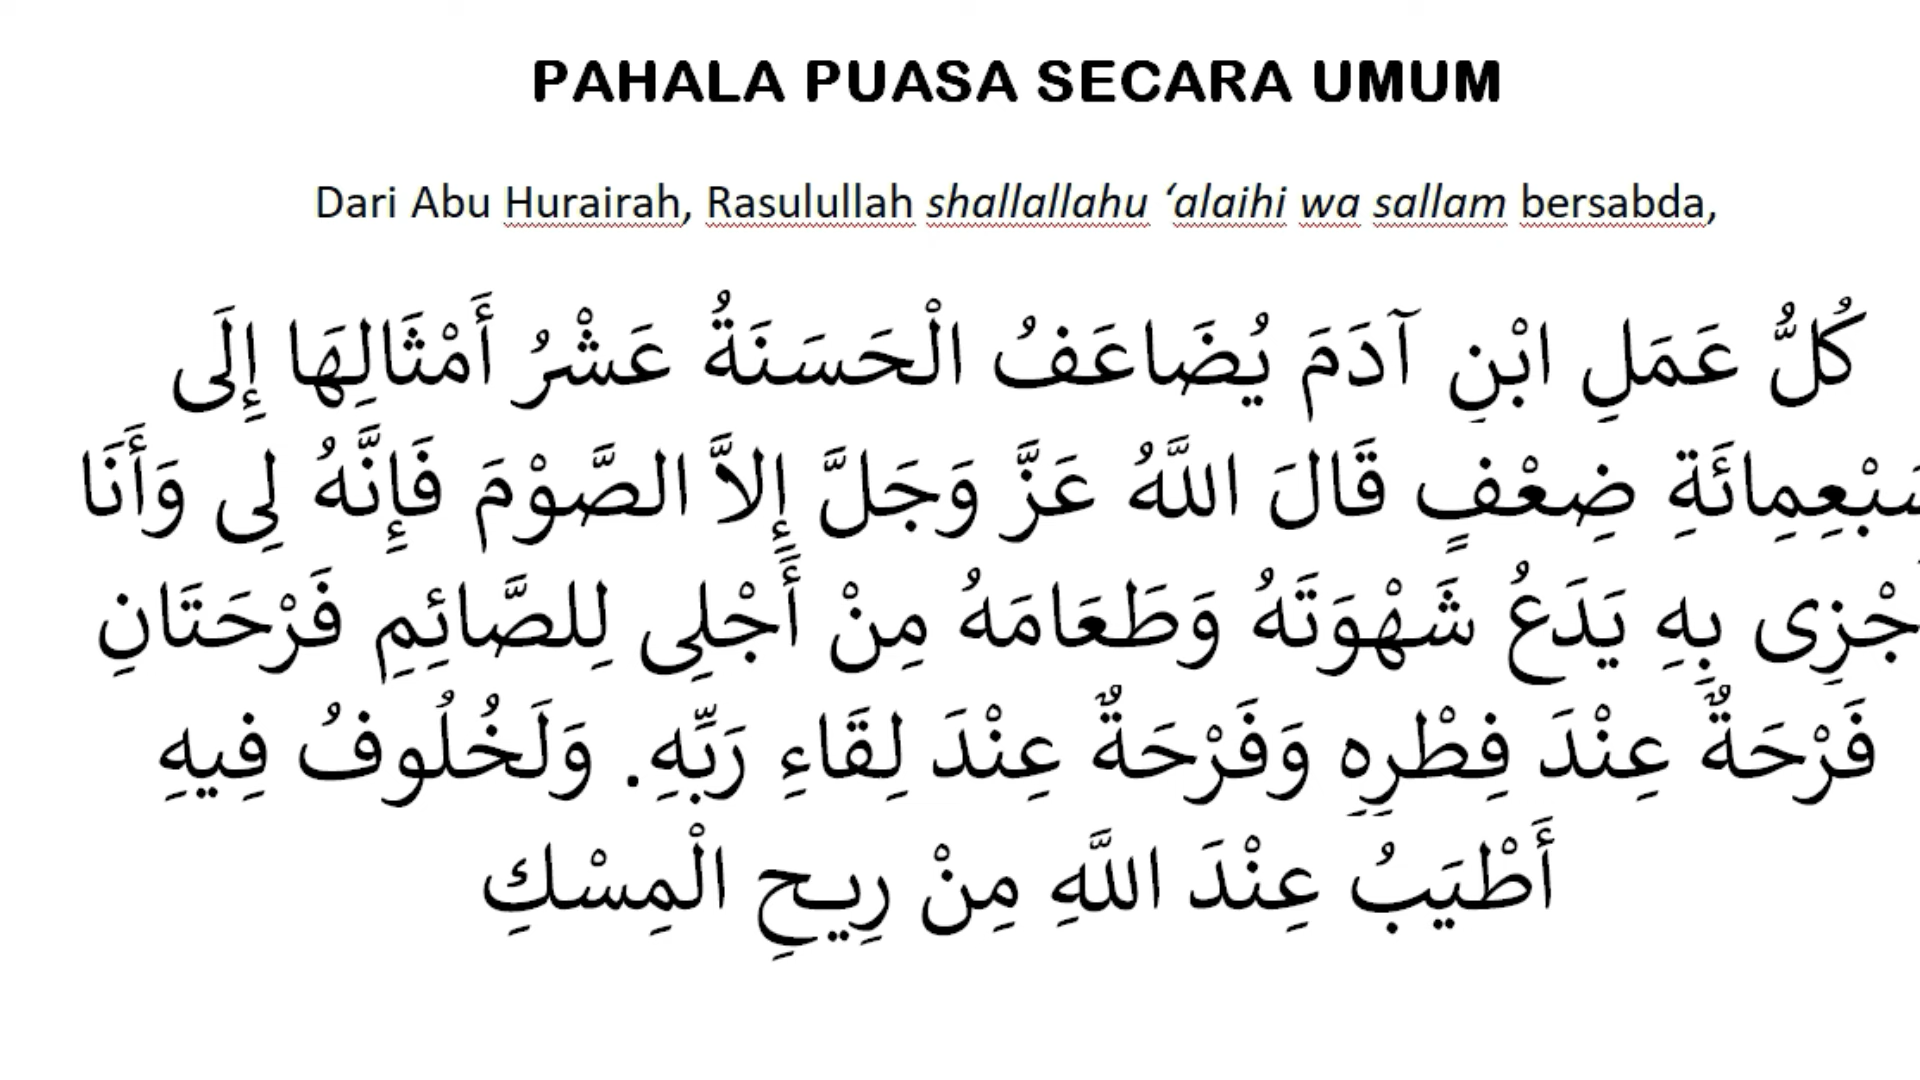 PAHALA PUASA SECARA UMUM
Dari Abu Hurairah, Rasulullah shallallahu ‘alaihi wa sallam bersabda,
كُلُّ عَمَلِ ابْنِ آدَمَ يُضَاعَفُ الْحَسَنَةُ عَشْرُ أَمْثَالِهَا إِلَى
سَبْعِمِائَةِ ضِعْفٍ قَالَ اللَّهُ عَزَّ وَجَلَّ إِلاَّ الصَّوْمَ فَإِنَّهُ لِى وَأَنَا
جْزِى بِهِ يَدَعُ شَهْوَتَهُ وَطَعَامَهُ مِنْ أَجْلِى لِلصَّائِمِ فَرْحَتَانِ
فَرْحَةٌ عِنْدَ فِطْرِهِ وَفَرْحَةٌ عِنْدَ لِقَاءِ رَبِّهِ. وَلَخُلُوفُ فِيهِ
أَطْيَبُ عِنْدَ اللَّهِ مِنْ رِيحِ الْمِسْكِ